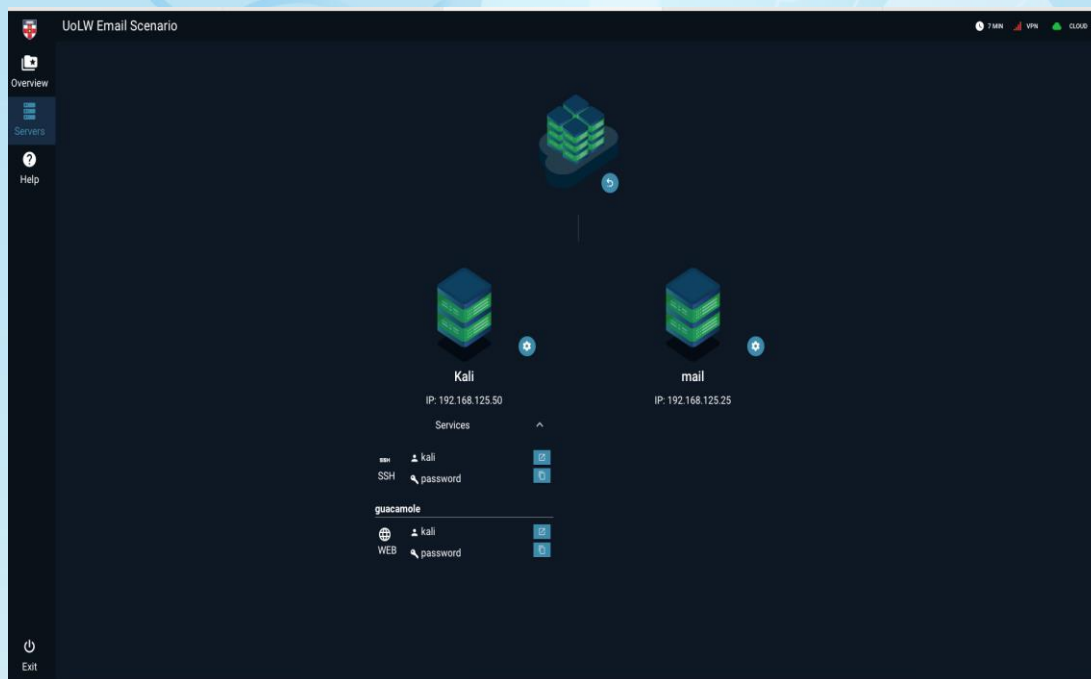 UoLW Email Scenario
7 MIN VPN CLOUD
Overview
Servers
Help
Kali
IP: 192.168.125.50
Services
SSH
SSH
kali
password
guacamole
WEB
kali
password
mail
IP: 192.168.125.25
Exit